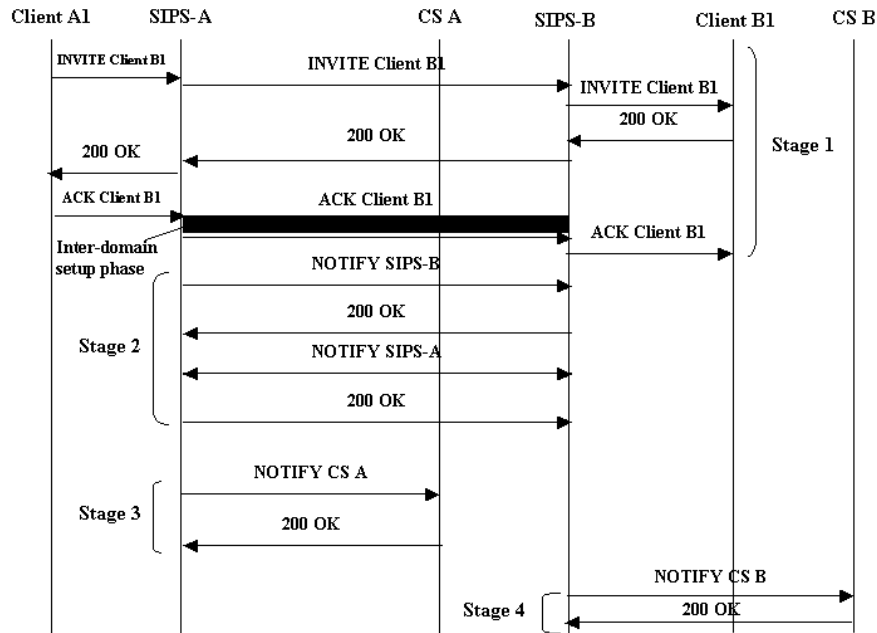 Client A1
SIPS-A
CS A
SIPS-B
Client B1
CS B
INVITE Client B1
INVITE Client B1
INVITE Client B1
200 OK
200 OK
200 OK
Stage 1
ACK Client B1
ACK Client B1
ACK Client B1
Inter-domain
setup phase
NOTIFY SIPS-B
200 OK
Stage 2
NOTIFY SIPS-A
200 OK
NOTIFY CS A
Stage 3
200 OK
NOTIFY CS B
Stage 4
200 OK